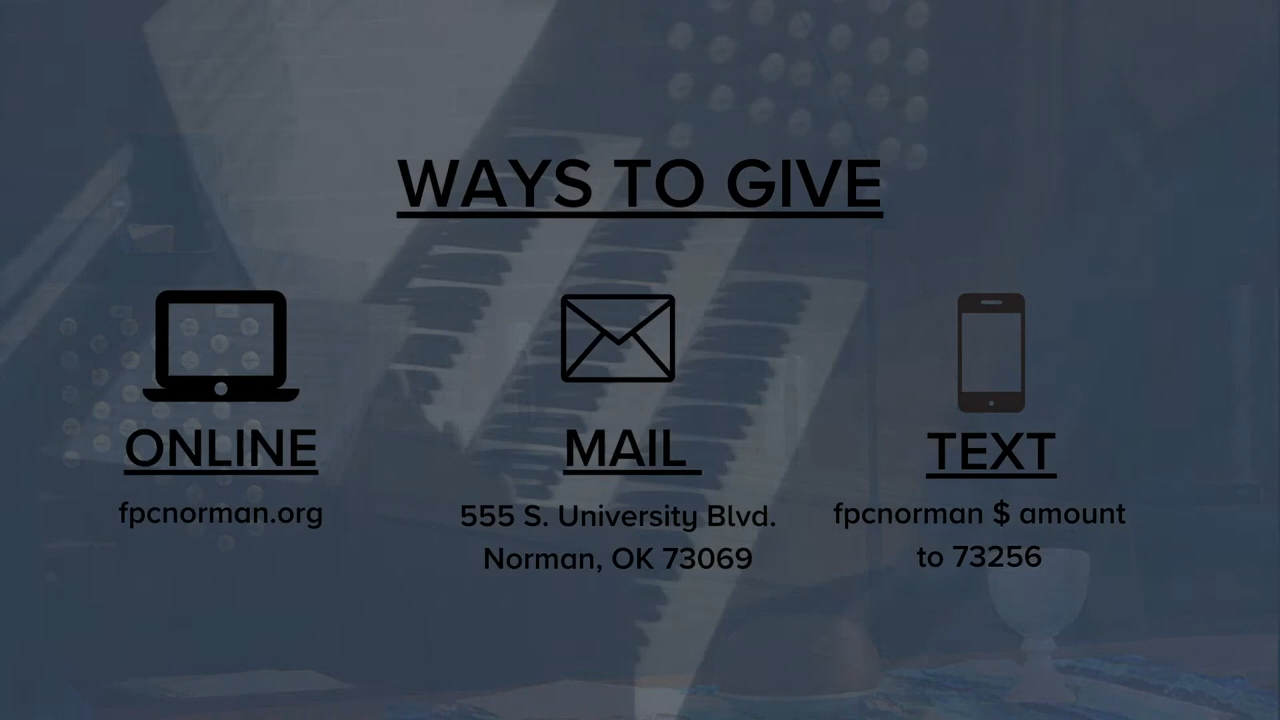 WAYS TO GIVE
ONLINE
fpcnorman.org
MAIL
555 S. University Blvd.
Norman, OK 73069
TEXT
fpcnorman $ amount
to 73256